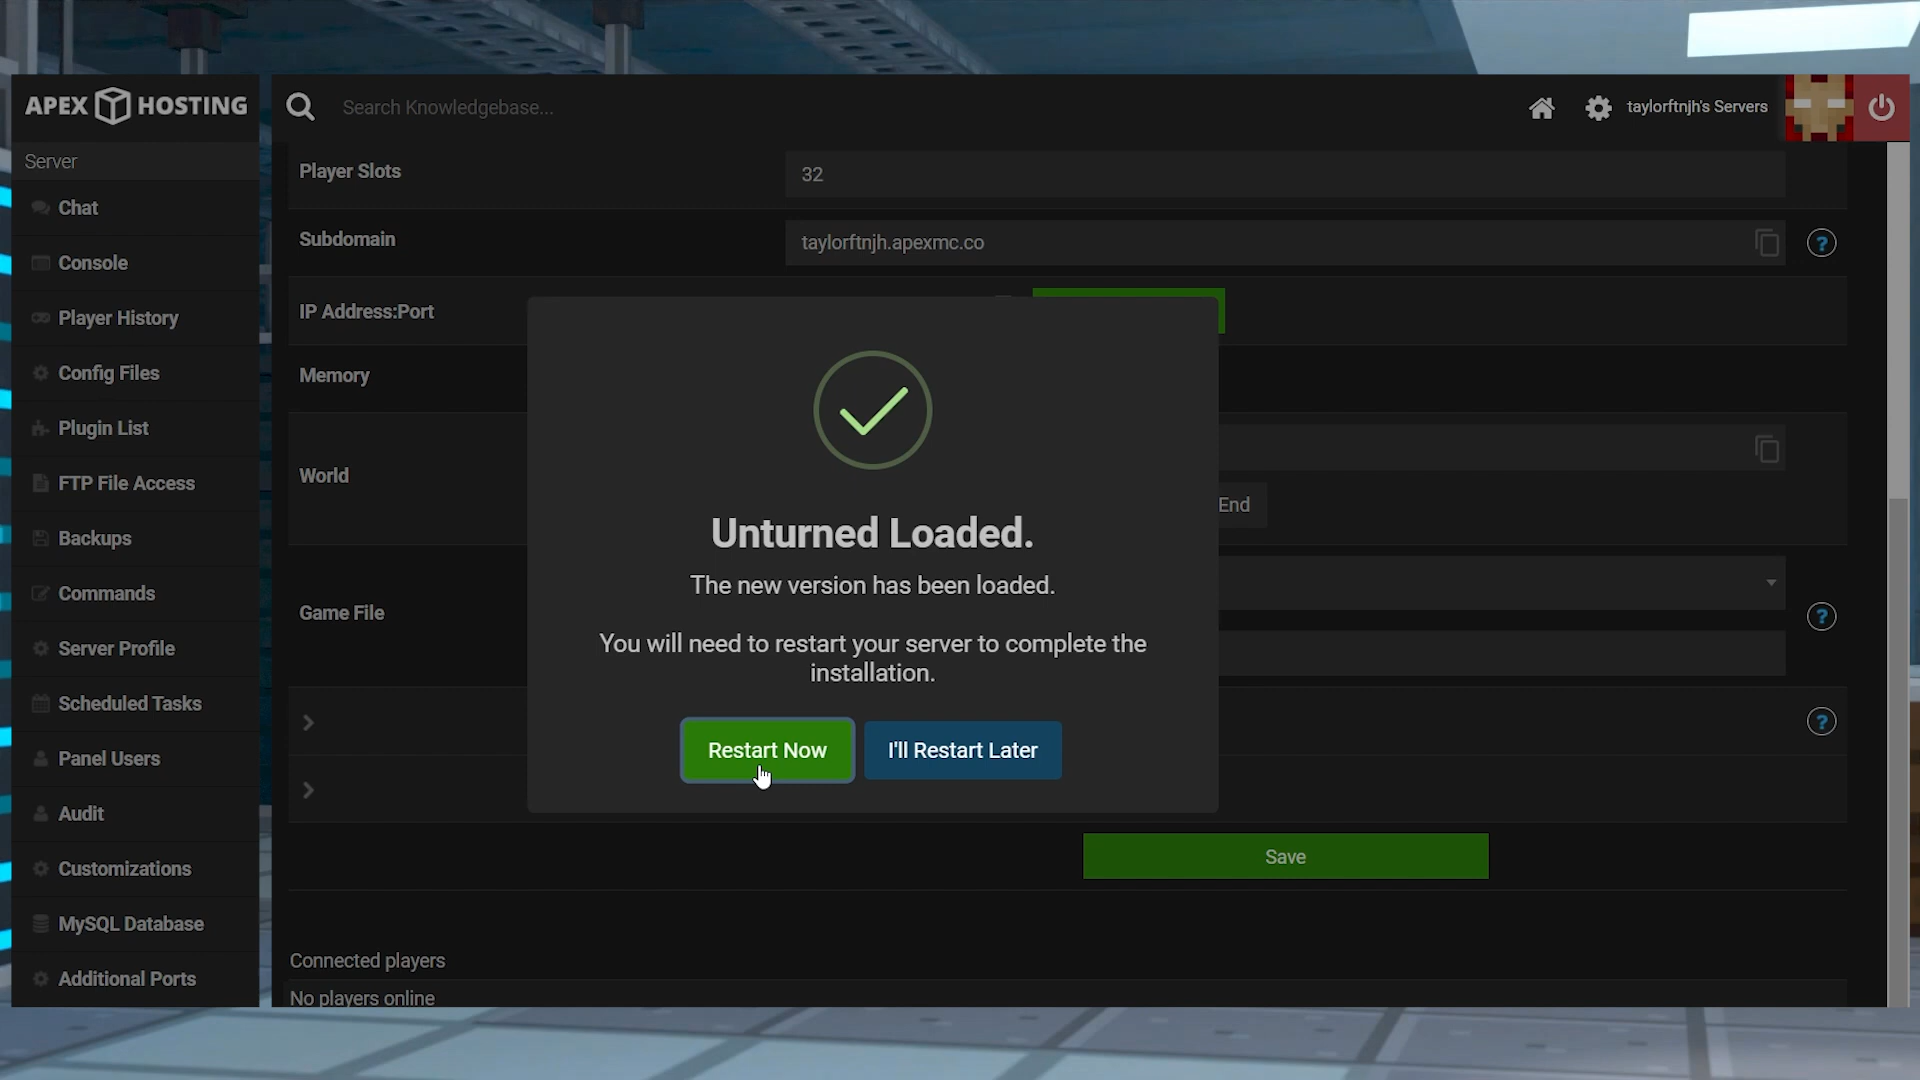 APEX HOSTING
Search Knowledgebase...
taylorftnjh's Servers
Server
Chat
Console
Player History
Config Files
Plugin List
FTP File Access
Backups
Commands
Server Profile
Scheduled Tasks
Panel Users
Audit
Customizations
MySQL Database
Additional Ports
Player Slots
32
Subdomain
taylorftnjh.apexmc.co
?
IP Address:Port
Memory
World
End
Game File
?
?
Unturned Loaded.
The new version has been loaded.
You will need to restart your server to complete the
installation.
Restart Now
I'll Restart Later
Save
Connected players
No players online